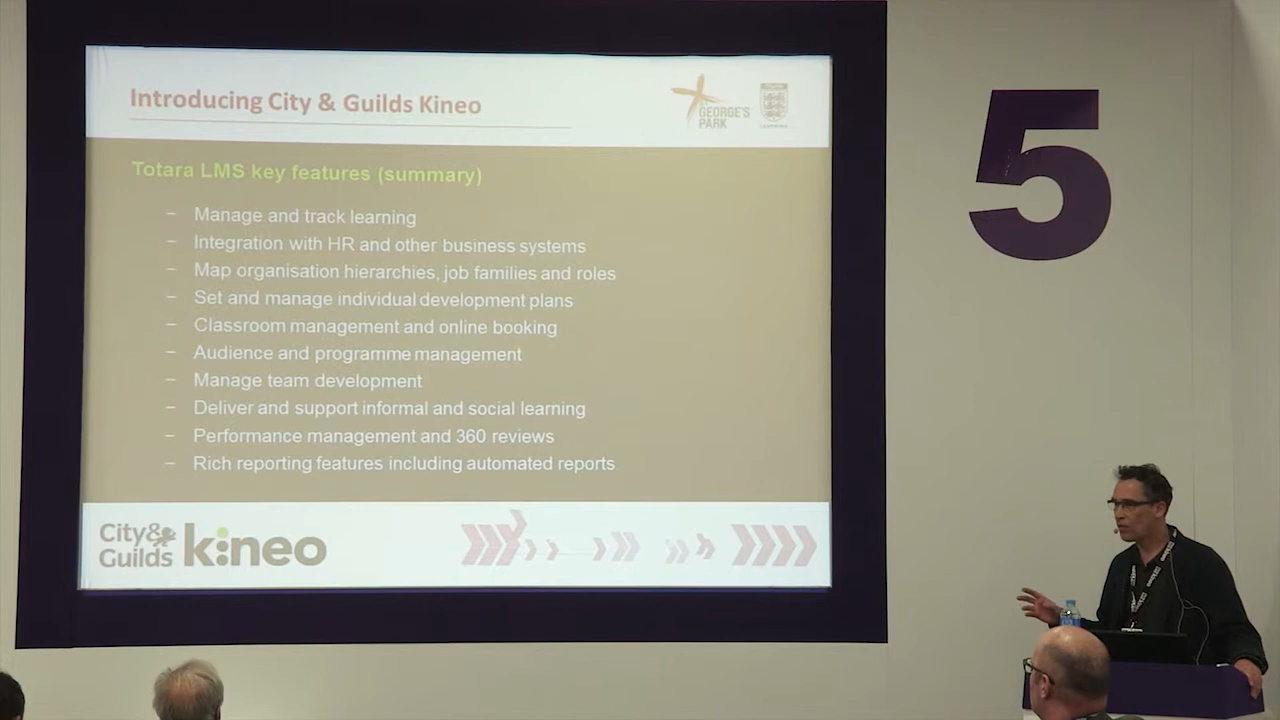 Introducing City & Guilds Kineo
ST GEORGE'S
PARK
5
Totara LMS key features (summary)
– Manage and track learning
– Integration with HR and other business systems
– Map organisation hierarchies, job families and roles
– Set and manage individual development plans
– Classroom management and online booking
– Audience and programme management
– Manage team development
– Deliver and support informal and social learning
– Performance management and 360 reviews
– Rich reporting features including automated reports
City&
Guilds
kineo